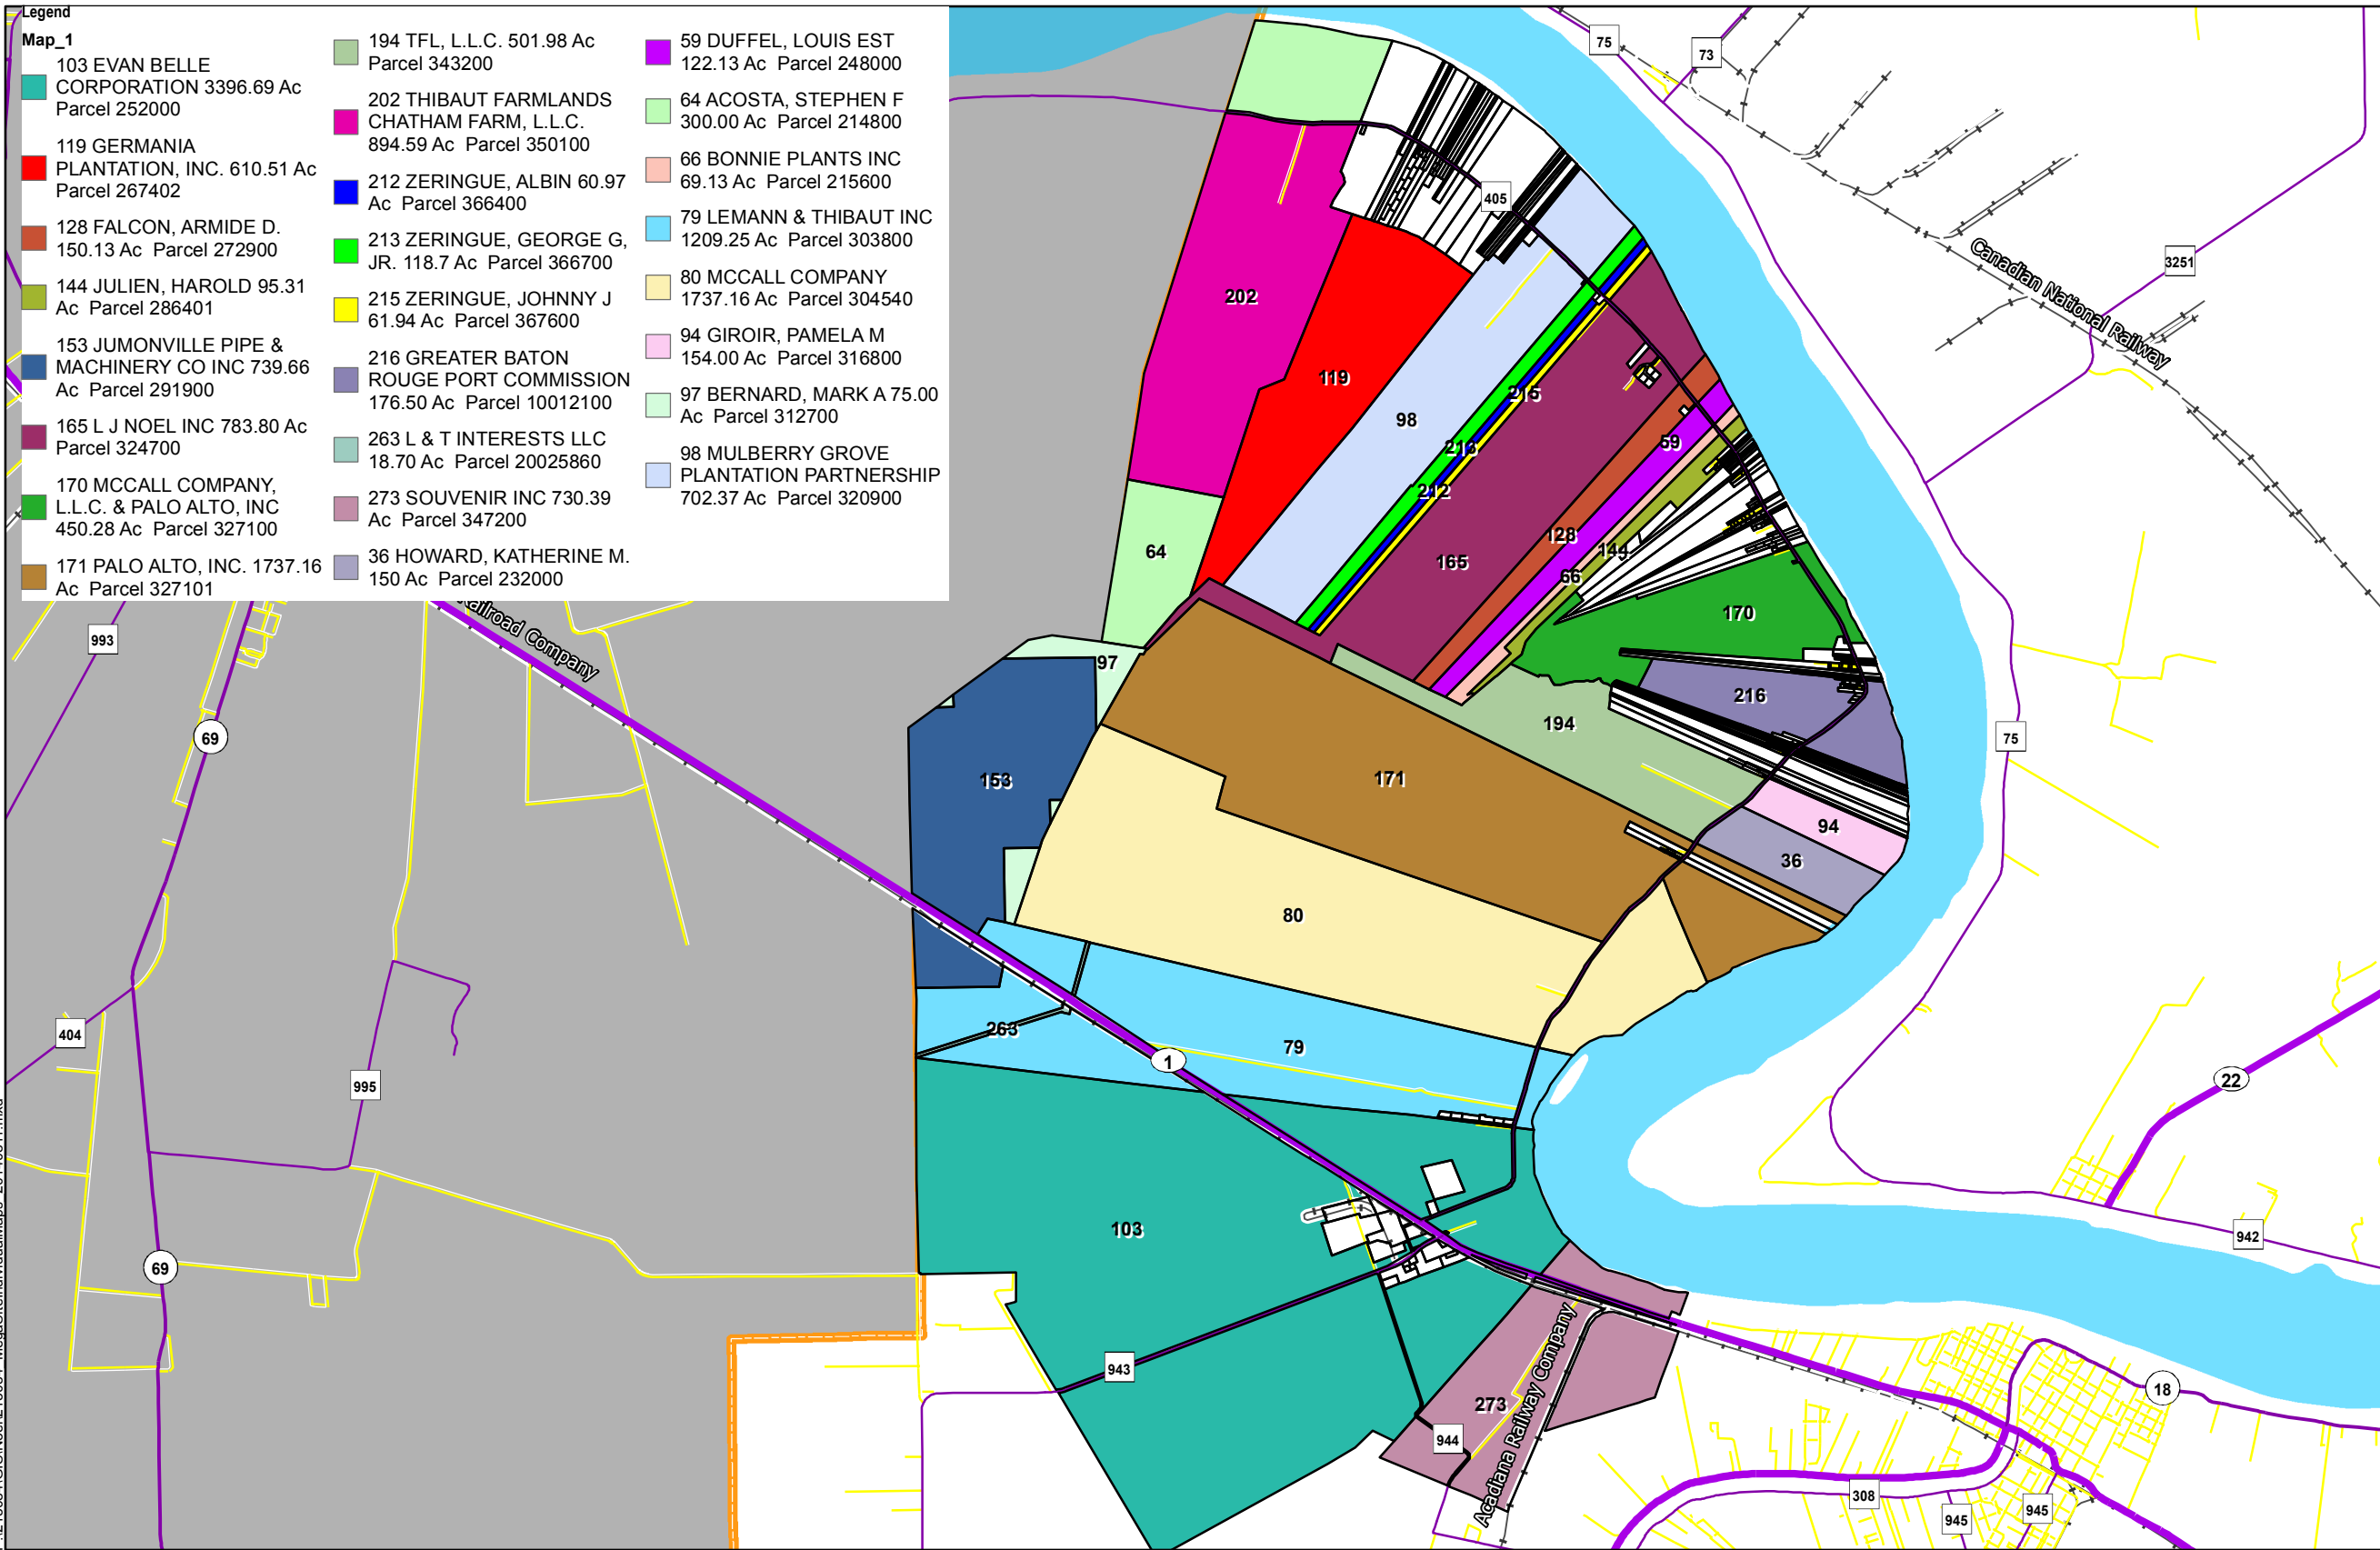 Legend
Map_1
103 EVAN BELLE
CORPORATION 3396.69 Ac
Parcel 252000
119 GERMANIA
PLANTATION, INC. 610.51 Ac
Parcel 267402
128 FALCON, ARMIDE D.
150.13 Ac Parcel 272900
144 JULIEN, HAROLD 95.31
Ac Parcel 286401
153 JUMONVILLE PIPE &
MACHINERY CO INC 739.66
Ac Parcel 291900
165 L J NOEL INC 783.80 Ac
Parcel 324700
170 MCCALL COMPANY,
L.L.C. & PALO ALTO, INC
450.28 Ac Parcel 327100
171 PALO ALTO, INC. 1737.16
Ac Parcel 327101
194 TFL, L.L.C. 501.98 Ac
Parcel 343200
202 THIBAUT FARMLANDS
CHATHAM FARM, L.L.C.
894.59 Ac Parcel 350100
212 ZERINGUE, ALBIN 60.97
Ac Parcel 366400
213 ZERINGUE, GEORGE G,
JR. 118.7 Ac Parcel 366700
215 ZERINGUE, JOHNNY J
61.94 Ac Parcel 367600
216 GREATER BATON
ROUGE PORT COMMISSION
176.50 Ac Parcel 10012100
263 L & T INTERESTS LLC
18.70 Ac Parcel 20025860
273 SOUVENIR INC 730.39
Ac Parcel 347200
36 HOWARD, KATHERINE M.
150 Ac Parcel 232000
59 DUFFEL, LOUIS EST
122.13 Ac Parcel 248000
64 ACOSTA, STEPHEN F
300.00 Ac Parcel 214800
66 BONNIE PLANTS INC
69.13 Ac Parcel 215600
79 LEMANN & THIBAUT INC
1209.25 Ac Parcel 303800
80 MCCALL COMPANY
1737.16 Ac Parcel 304540
94 GIROIR, PAMELA M
154.00 Ac Parcel 316800
97 BERNARD, MARK A 75.00
Ac Parcel 312700
98 MULBERRY GROVE
PLANTATION PARTNERSHIP
702.37 Ac Parcel 320900
75
73
405
3251
Canadian National Railway
202
119
98
215
213
212
59
165
128
144
66
64
170
216
194
97
153
171
94
36
80
79
263
103
273
Railroad Company
993
69
404
995
69
1
75
22
942
943
944
Acadiana Railway Company
18
308
945
945